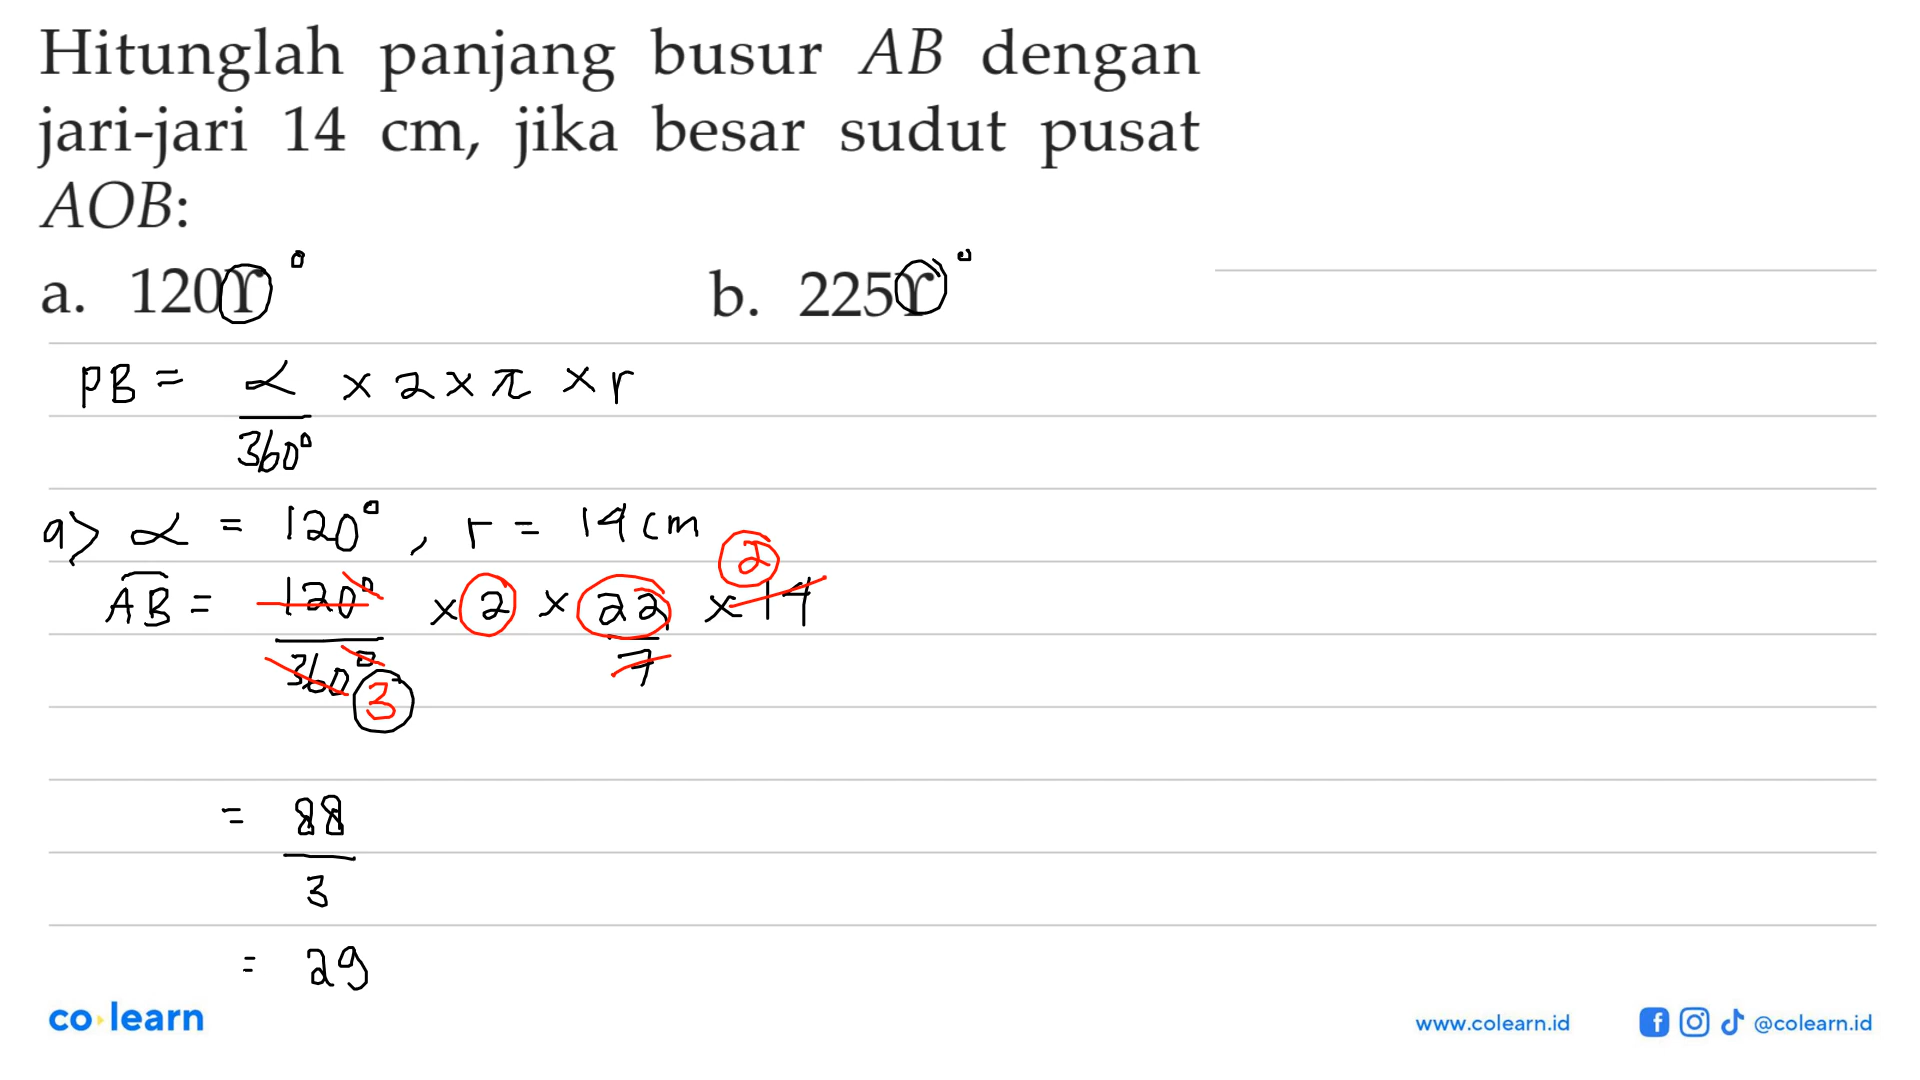 Hitunglah panjang busur AB dengan
jari-jari 14 cm, jika besar sudut pusat
AOB:
a. 120ϒ° b. 225ϒ°
PB = α/360° × 2 × π × r
a> α = 120°, r = 14 cm
AB = 120°/360° × 2 × 22/7 × 14
2
3
= 88/3
= 29
co learn
www.colearn.id
@colearn.id